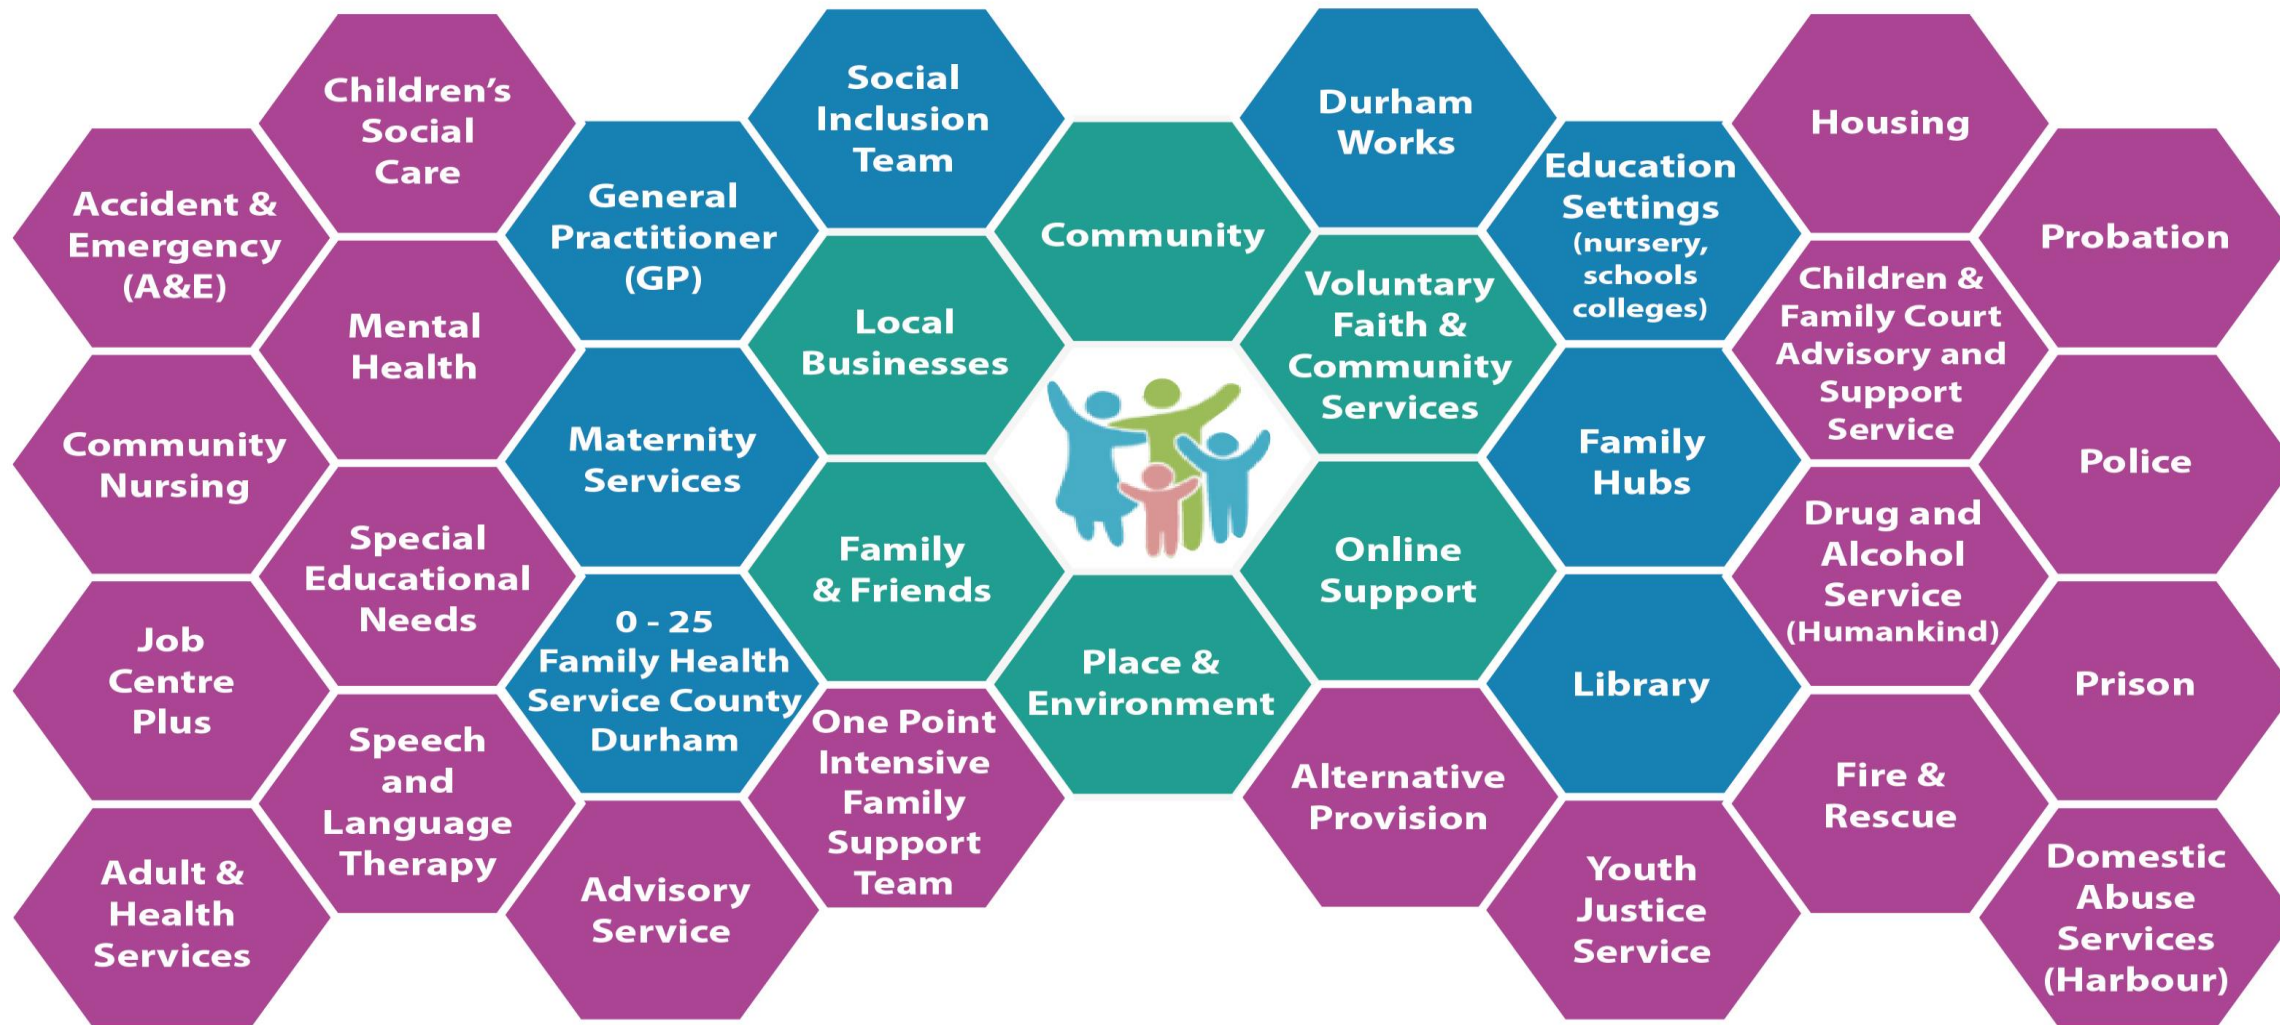 Accident &
Emergency
(A&E)
Community
Nursing
Job
Centre
Plus
Adult &
Health
Services
Children’s
Social
Care
Mental
Health
Special
Educational
Needs
Speech
and
Language
Therapy
General
Practitioner
(GP)
Maternity
Services
0 - 25
Family Health
Service County
Durham
Advisory
Service
Social
Inclusion
Team
Local
Businesses
Family
& Friends
One Point
Intensive
Family
Support
Team
Community
Place &
Environment
Durham
Works
Voluntary
Faith &
Community
Services
Online
Support
Alternative
Provision
Education
Settings
(nursery,
schools
colleges)
Family
Hubs
Library
Youth
Justice
Service
Housing
Children &
Family Court
Advisory and
Support
Service
Drug and
Alcohol
Service
(Humankind)
Fire &
Rescue
Probation
Police
Prison
Domestic
Abuse
Services
(Harbour)